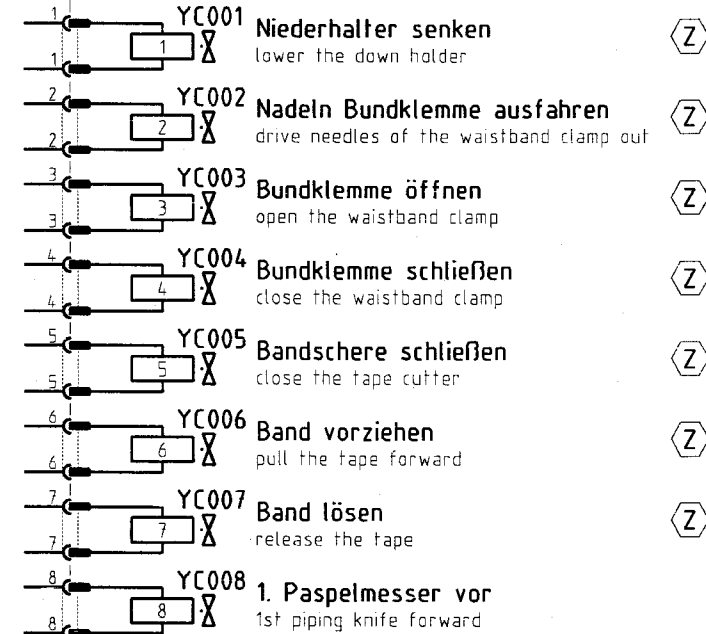 1 YC001 Niederhalter senken Z
1 1 lower the down holder
2 YC002 Nadeln Bundklemme ausfahren Z
2 2 drive needles of the waistband clamp out
3 YC003 Bundklemme öffnen Z
3 3 open the waistband clamp
4 YC004 Bundklemme schließen Z
4 4 close the waistband clamp
5 YC005 Bandschere schließen Z
5 5 close the tape cutter
6 YC006 Band vorziehen Z
6 6 pull the tape forward
7 YC007 Band lösen Z
7 7 release the tape
8 YC008 1. Paspelmesser vor
8 8 1st piping knife forward